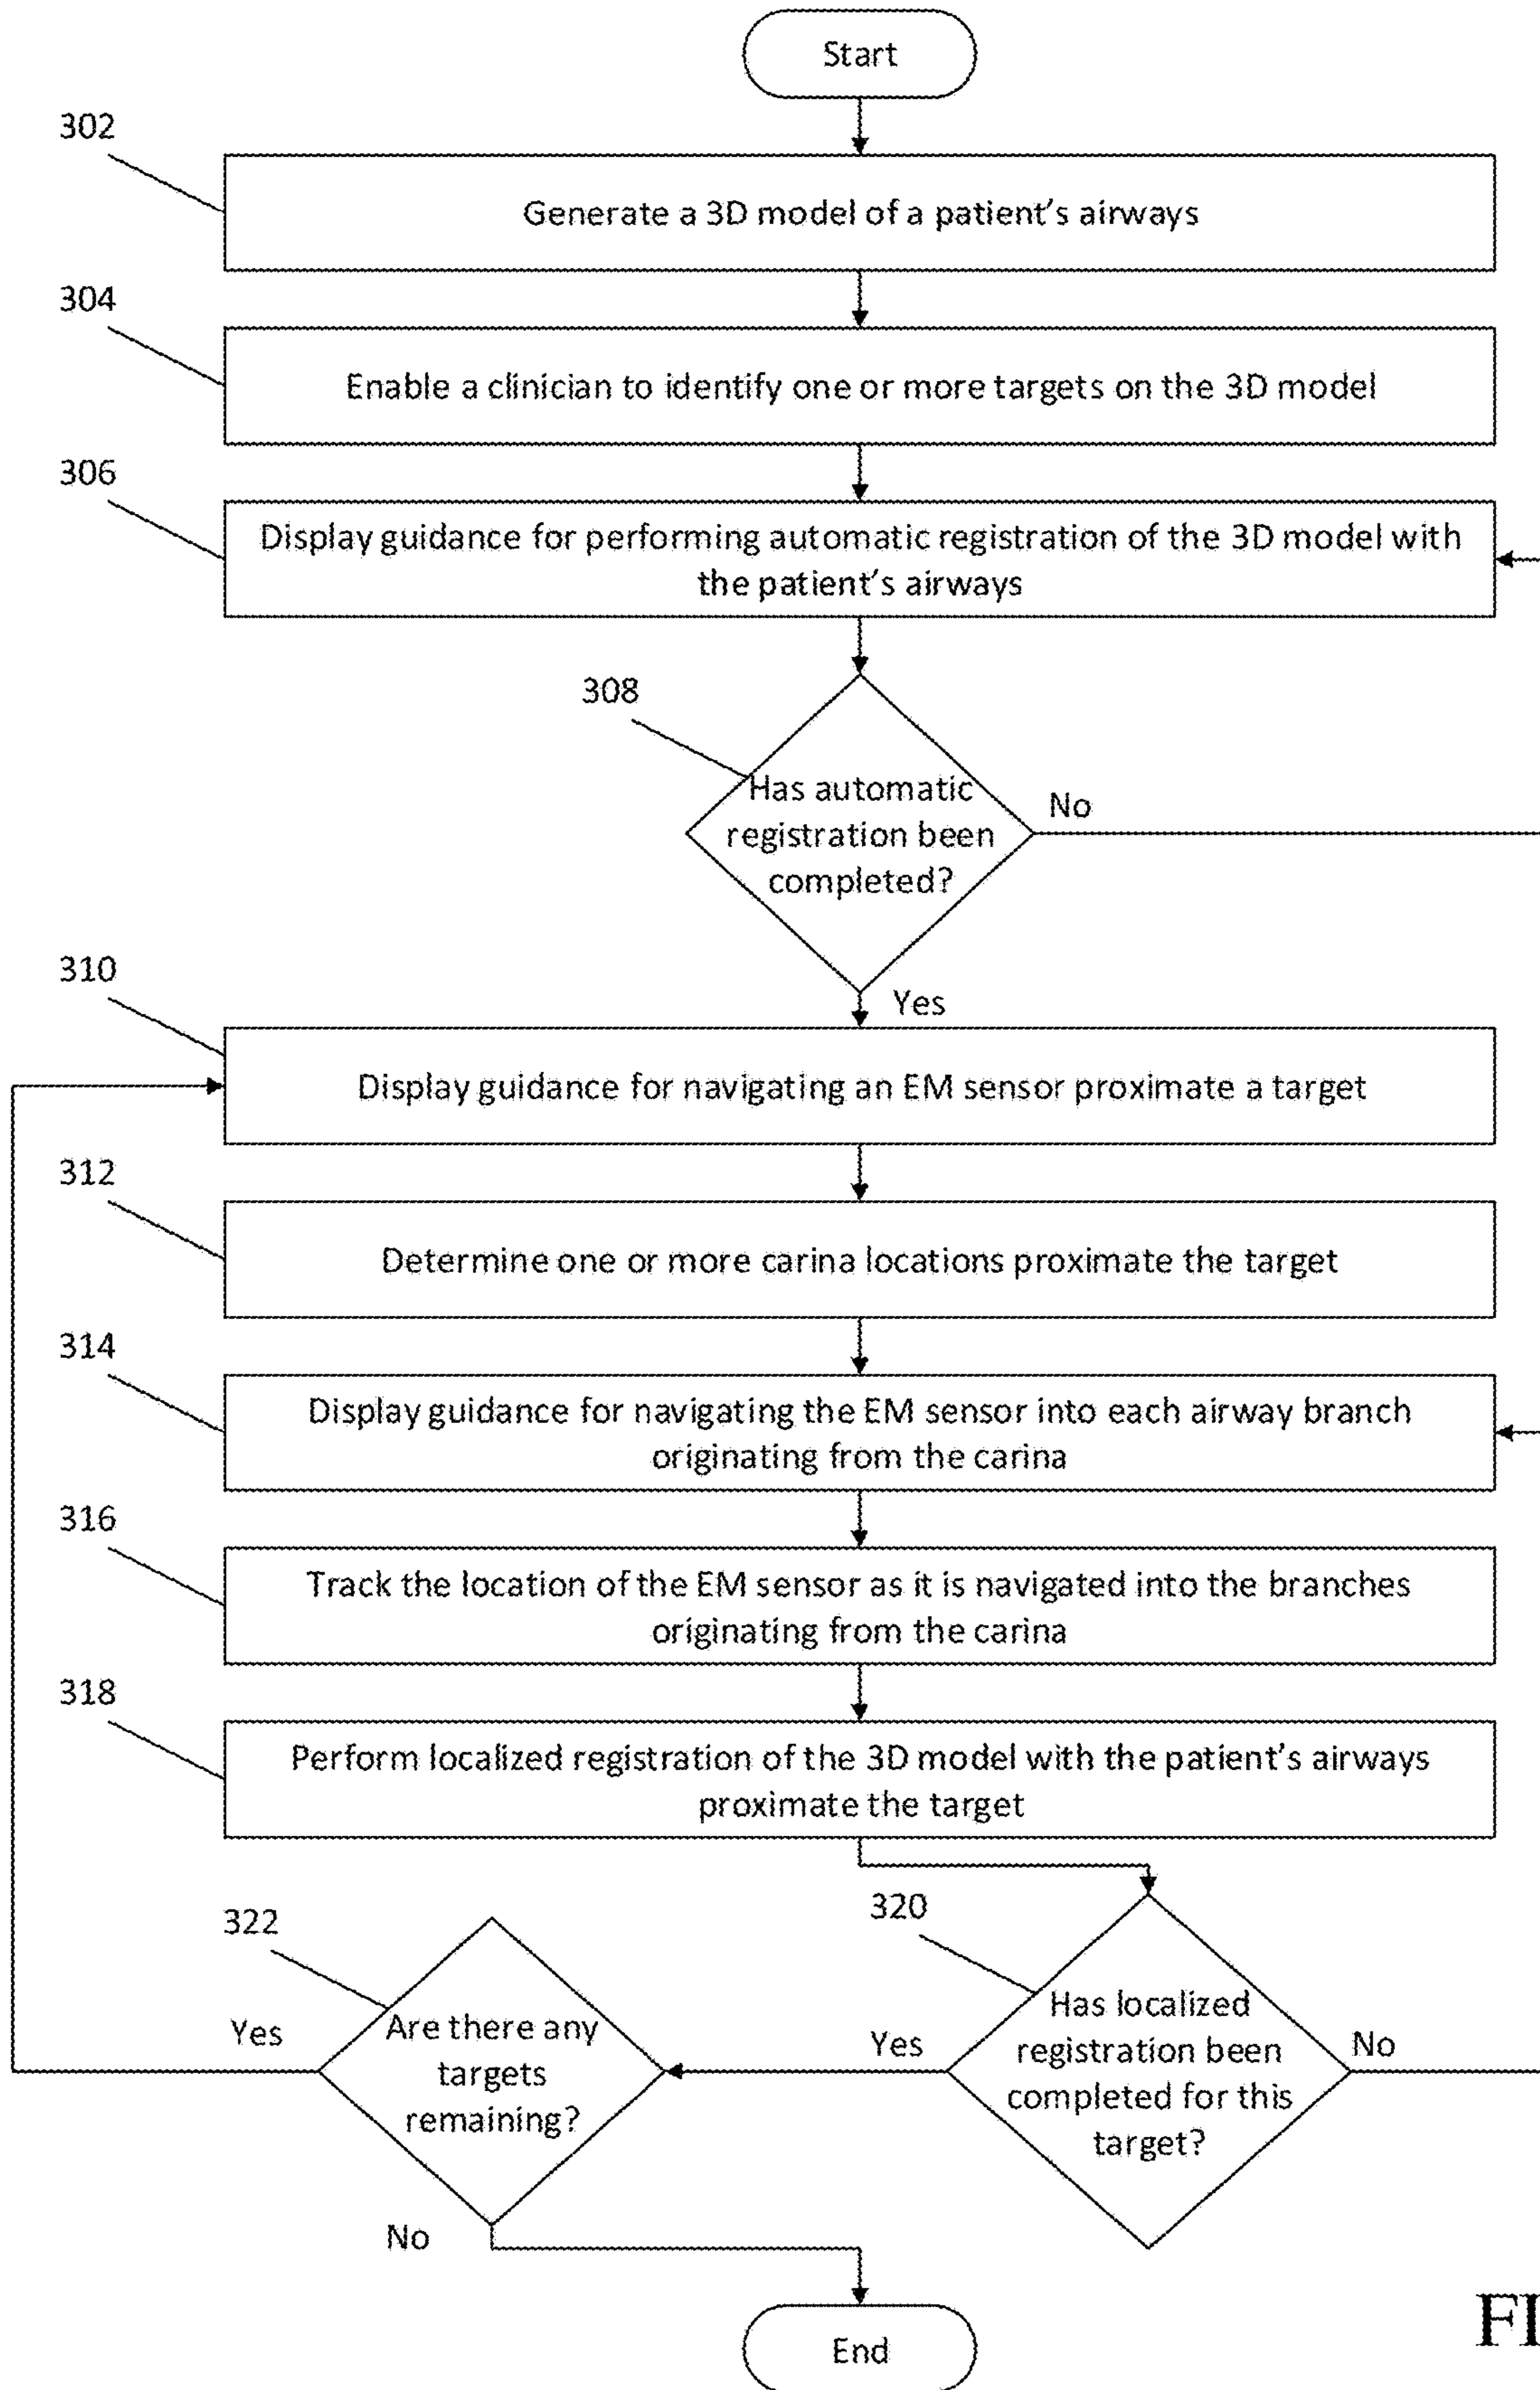 Start
302
Generate a 3D model of a patient's airways
304
Enable a clinician to identify one or more targets on the 3D model
306
Display guidance for performing automatic registration of the 3D model with
the patient's airways
308
Has automatic
registration been
completed?
No
Yes
310
Display guidance for navigating an EM sensor proximate a target
312
Determine one or more carina locations proximate the target
314
Display guidance for navigating the EM sensor into each airway branch
originating from the carina
316
Track the location of the EM sensor as it is navigated into the branches
originating from the carina
318
Perform localized registration of the 3D model with the patient's airways
proximate the target
320
Has localized
registration been
completed for this
target?
No
Yes
322
Are there any
targets
remaining?
Yes
No
End
FI